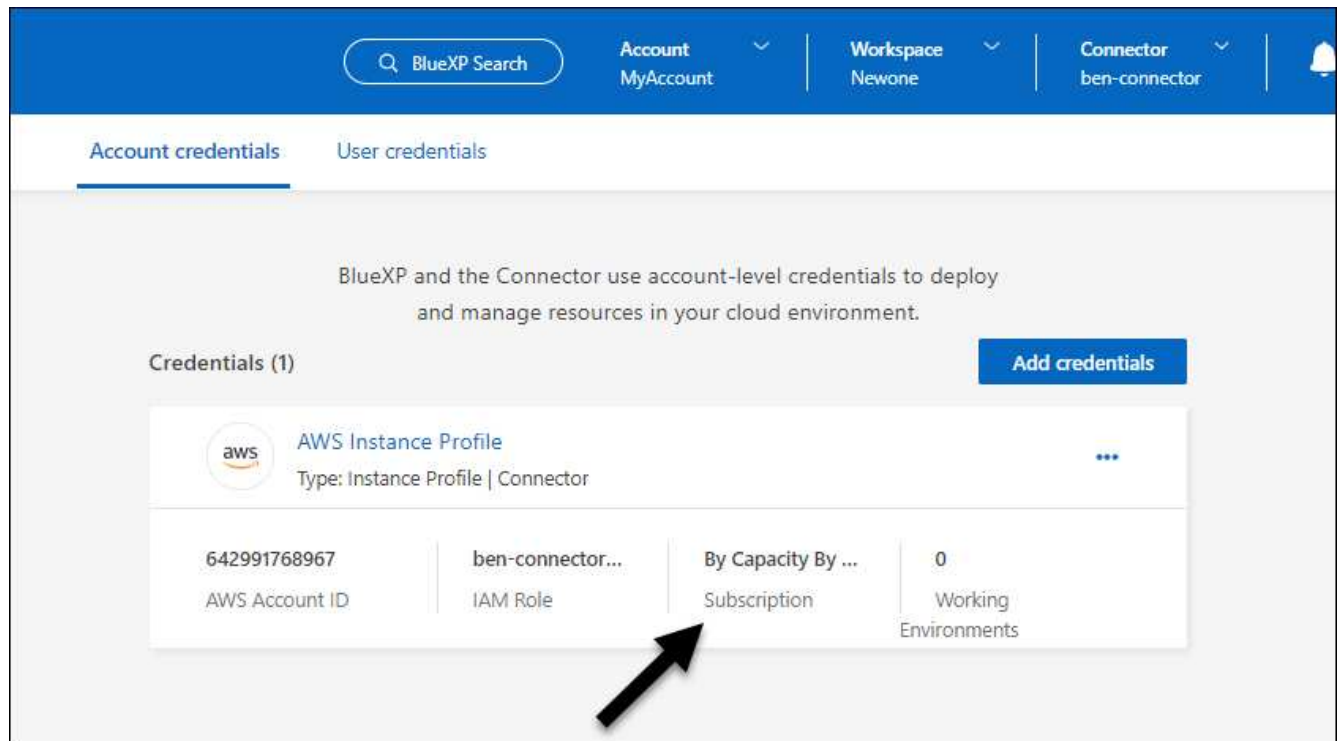 BlueXP Search
Account
MyAccount
Workspace
Newone
Connector
ben-connector
Account credentials
User credentials
BlueXP and the Connector use account-level credentials to deploy
and manage resources in your cloud environment.
Credentials (1)
Add credentials
aws
AWS Instance Profile
Type: Instance Profile | Connector
642991768967
AWS Account ID
ben-connector...
IAM Role
By Capacity By ...
Subscription
0
Working
Environments